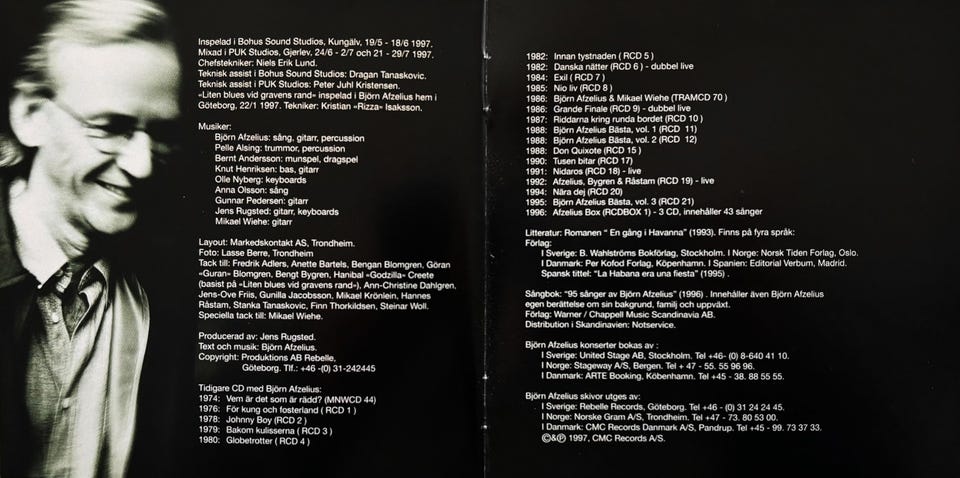 Inspelad i Bohus Sound Studios, Kungälv, 19/5 - 18/6 1997.
Mixad i PUK Studios, Gjerlev, 24/6 - 2/7 och 21 - 29/7 1997.
Chefstekniker: Niels Erik Lund.
Teknisk assist i Bohus Sound Studios: Dragan Tanaskovic.
Teknisk assist i PUK Studios: Peter Juhl Kristensen.
«Liten blues vid gravens rand» inspelad i Björn Afzelius hem i
Göteborg, 22/1 1997. Tekniker: Kristian «Rizza» Isaksson.
Musiker:
Björn Afzelius: sång, gitarr, percussion
Pelle Alsing: trummor, percussion
Bernt Andersson: munspel, dragspel
Knut Henriksen: bas, gitarr
Olle Nyberg: keyboards
Anna Olsson: sång
Gunnar Pedersen: gitarr
Jens Rugsted: gitarr, keyboards
Mikael Wiehe: gitarr
Layout: Markedskontakt AS, Trondheim.
Foto: Lasse Berre, Trondheim
Tack till: Fredrik Adlers, Anette Bartels, Bengan Blomgren, Göran
«Guran» Blomgren, Bengt Bygren, Hanibal «Godzilla» Creete
(basist på «Liten blues vid gravens rand»), Ann-Christine Dahlgren,
Jens-Ove Friis, Gunilla Jacobsson, Mikael Krönlein, Hannes
Råstam, Stanka Tanaskovic, Finn Thorkildsen, Steinar Woll.
Speciella tack till: Mikael Wiehe.
Producerad av: Jens Rugsted.
Text och musik: Björn Afzelius.
Copyright: Produktions AB Rebelle,
Göteborg. Tlf.: +46 -(0) 31-242445
Tidigare CD med Björn Afzelius:
1974: Vem är det som är rädd? (MNWCD 44)
1976: För kung och fosterland ( RCD 1 )
1978: Johnny Boy (RCD 2 )
1979: Bakom kulisserna ( RCD 3 )
1980: Globetrotter ( RCD 4 )
1982: Innan tystnaden ( RCD 5 )
1982: Danska nätter (RCD 6 ) - dubbel live
1984: Exil ( RCD 7 )
1985: Nio liv (RCD 8 )
1986: Björn Afzelius & Mikael Wiehe (TRAMCD 70 )
1986: Grande Finale (RCD 9) - dubbel live
1987: Riddarna kring runda bordet (RCD 10 )
1988: Björn Afzelius Bästa, vol. 1 (RCD 11)
1988: Björn Afzelius Bästa, vol. 2 (RCD 12)
1988: Don Quixote (RCD 15 )
1990: Tusen bitar (RCD 17)
1991: Nidaros (RCD 18) - live
1992: Afzelius, Bygren & Råstam (RCD 19) - live
1994: Nära dej (RCD 20)
1995: Björn Afzelius Bästa, vol. 3 (RCD 21)
1996: Afzelius Box (RCDBOX 1) - 3 CD, innehåller 43 sånger
Litteratur: Romanen “ En gång i Havanna” (1993). Finns på fyra språk:
Förlag:
I Sverige: B. Wahlströms Bokförlag, Stockholm. I Norge: Norsk Tiden Forlag, Oslo.
I Danmark: Per Kofod Forlag, Köpenhamn. I Spanien: Editorial Verbum, Madrid.
Spansk tittel: “La Habana era una fiesta” (1995) .
Sångbok: “95 sånger av Björn Afzelius” (1996) . Innehåller även Björn Afzelius
egen berättelse om sin bakgrund, familj och uppväxt.
Förlag: Warner / Chappell Music Scandinavia AB.
Distribution i Skandinavien: Notservice.
Björn Afzelius konserter bokas av :
I Sverige: United Stage AB, Stockholm. Tel +46- (0) 8-640 41 10.
I Norge: Stageway A/S, Bergen. Tel + 47 - 55. 55 96 96.
I Danmark: ARTE Booking, Köbenhamn. Tel +45 - 38. 88 55 55.
Björn Afzelius skivor utges av:
I Sverige: Rebelle Records, Göteborg. Tel +46 - (0) 31 24 24 45.
I Norge: Norske Gram A/S, Trondheim. Tel +47 - 73. 80 53 00.
I Danmark: CMC Records Danmark A/S, Pandrup. Tel +45 - 99. 73 37 33.
©&℗ 1997, CMC Records A/S.